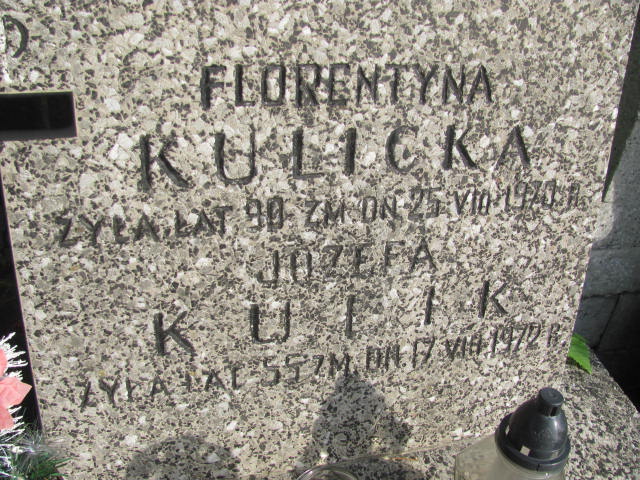 FLORENTYNA
KULICKA
ŻYŁA LAT 90 ZM. DN 25 VIII 1970 R.
JÓZEFA
KULIK
ŻYŁA LAT 55 ZM. DN. 17 VIII 1972 R.